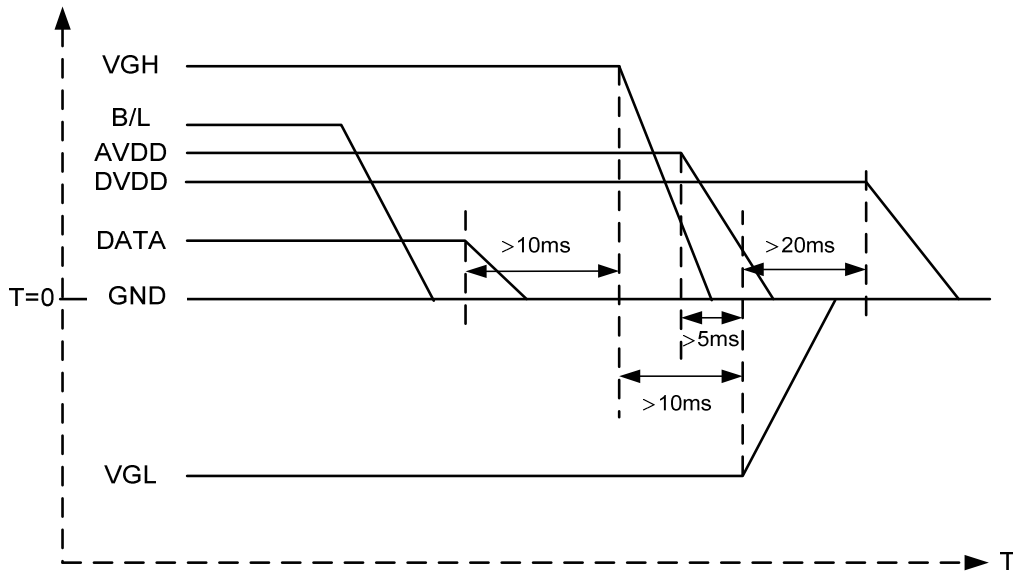 VGH
B/L
AVDD
DVDD
DATA
>10ms
>20ms
T=0
GND
>5ms
>10ms
VGL
T